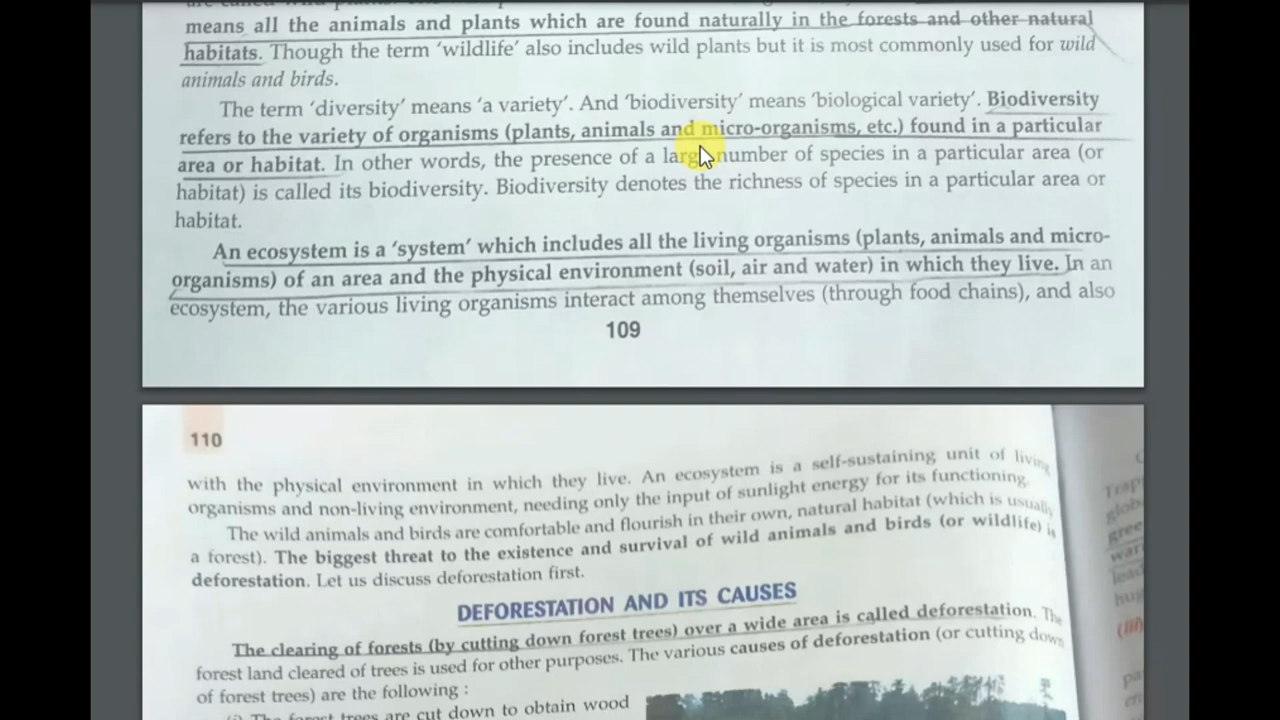 means all the animals and plants which are found naturally in the forests and other natural
habitats. Though the term 'wildlife' also includes wild plants but it is most commonly used for wild
animals and birds.
The term 'diversity' means 'a variety'. And 'biodiversity' means 'biological variety'. Biodiversity
refers to the variety of organisms (plants, animals and micro-organisms, etc.) found in a particular
area or habitat. In other words, the presence of a large number of species in a particular area (or
habitat) is called its biodiversity. Biodiversity denotes the richness of species in a particular area or
habitat.
An ecosystem is a 'system' which includes all the living organisms (plants, animals and micro-
organisms) of an area and the physical environment (soil, air and water) in which they live. In an
ecosystem, the various living organisms interact among themselves (through food chains), and also
109
110
with the physical environment in which they live. An ecosystem is a self-sustaining unit of living
organisms and non-living environment, needing only the input of sunlight energy for its functioning.
The wild animals and birds are comfortable and flourish in their own, natural habitat (which is usually
a forest). The biggest threat to the existence and survival of wild animals and birds (or wildlife) is
deforestation. Let us discuss deforestation first.
DEFORESTATION AND ITS CAUSES
The clearing of forests (by cutting down forest trees) over a wide area is called deforestation. The
forest land cleared of trees is used for other purposes. The various causes of deforestation (or cutting down
of forest trees) are the following :
(i) The forest trees are cut down to obtain wood
(iii)